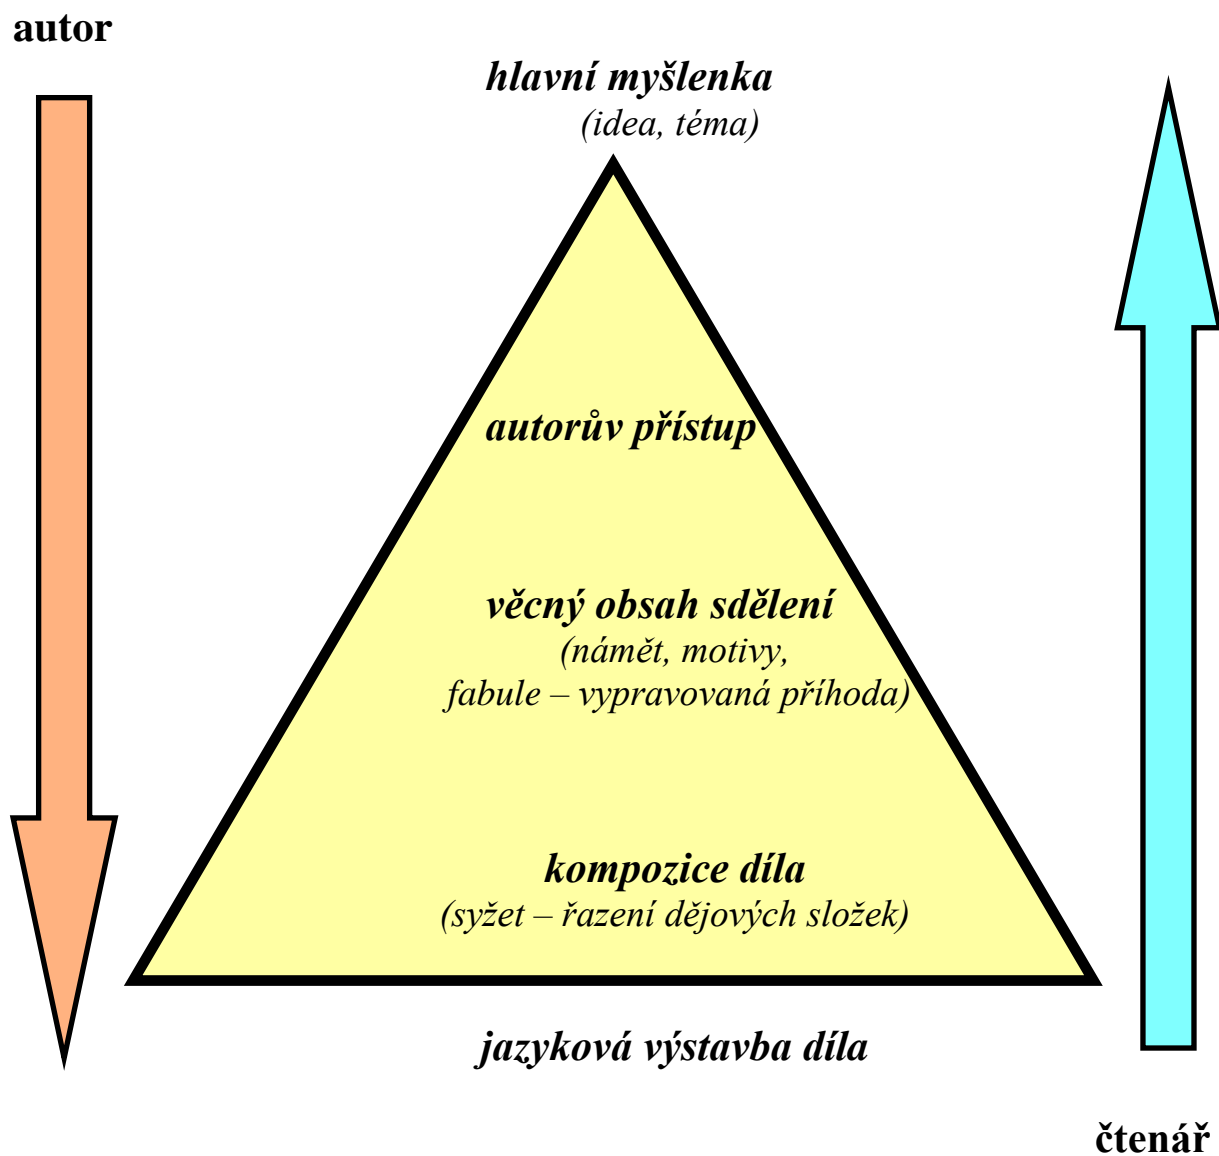 autor
hlavní myšlenka
(idea, téma)
autorův přístup
věcný obsah sdělení
(námět, motivy,
fabule – vypravovaná příhoda)
kompozice díla
(syžet – řazení dějových složek)
jazyková výstavba díla
čtenář